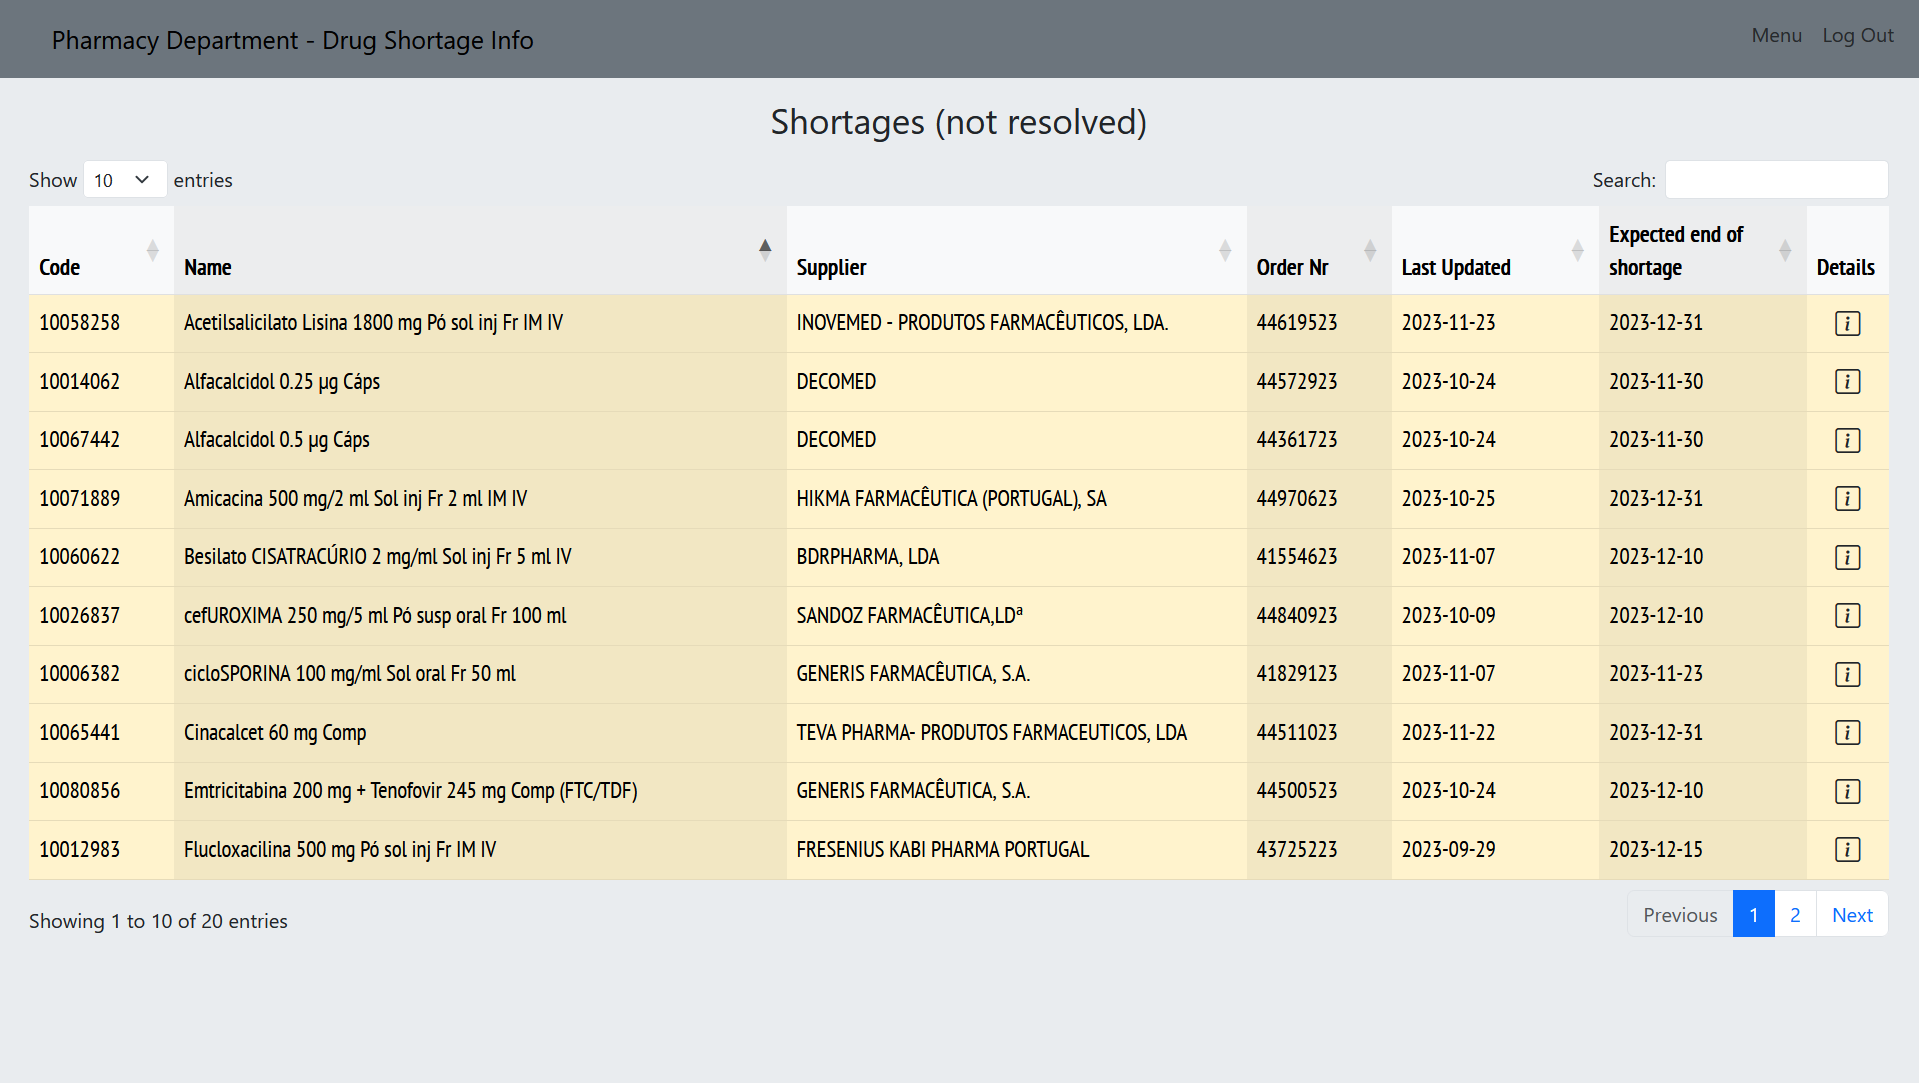 Pharmacy Department - Drug Shortage Info
Menu Log Out
Shortages (not resolved)
Show 10 entries
Search:
Code Name Supplier Order Nr Last Updated Expected end of shortage Details
10058258 Acetilsalicilato Lisina 1800 mg Pó sol inj Fr IM IV INOVEMED - PRODUTOS FARMACÊUTICOS, LDA. 44619523 2023-11-23 2023-12-31 i
10014062 Alfacalcidol 0.25 µg Cáps DECOMED 44572923 2023-10-24 2023-11-30 i
10067442 Alfacalcidol 0.5 µg Cáps DECOMED 44361723 2023-10-24 2023-11-30 i
10071889 Amicacina 500 mg/2 ml Sol inj Fr 2 ml IM IV HIKMA FARMACÊUTICA (PORTUGAL), SA 44970623 2023-10-25 2023-12-31 i
10060622 Besilato CISATRACÚRIO 2 mg/ml Sol inj Fr 5 ml IV BDRPHARMA, LDA 41554623 2023-11-07 2023-12-10 i
10026837 cefUROXIMA 250 mg/5 ml Pó susp oral Fr 100 ml SANDOZ FARMACÊUTICA,LDª 44840923 2023-10-09 2023-12-10 i
10006382 cicloSPORINA 100 mg/ml Sol oral Fr 50 ml GENERIS FARMACÊUTICA, S.A. 41829123 2023-11-07 2023-11-23 i
10065441 Cinacalcet 60 mg Comp TEVA PHARMA- PRODUTOS FARMACEUTICOS, LDA 44511023 2023-11-22 2023-12-31 i
10080856 Emtricitabina 200 mg + Tenofovir 245 mg Comp (FTC/TDF) GENERIS FARMACÊUTICA, S.A. 44500523 2023-10-24 2023-12-10 i
10012983 Flucloxacilina 500 mg Pó sol inj Fr IM IV FRESENIUS KABI PHARMA PORTUGAL 43725223 2023-09-29 2023-12-15 i
Showing 1 to 10 of 20 entries
Previous 1 2 Next